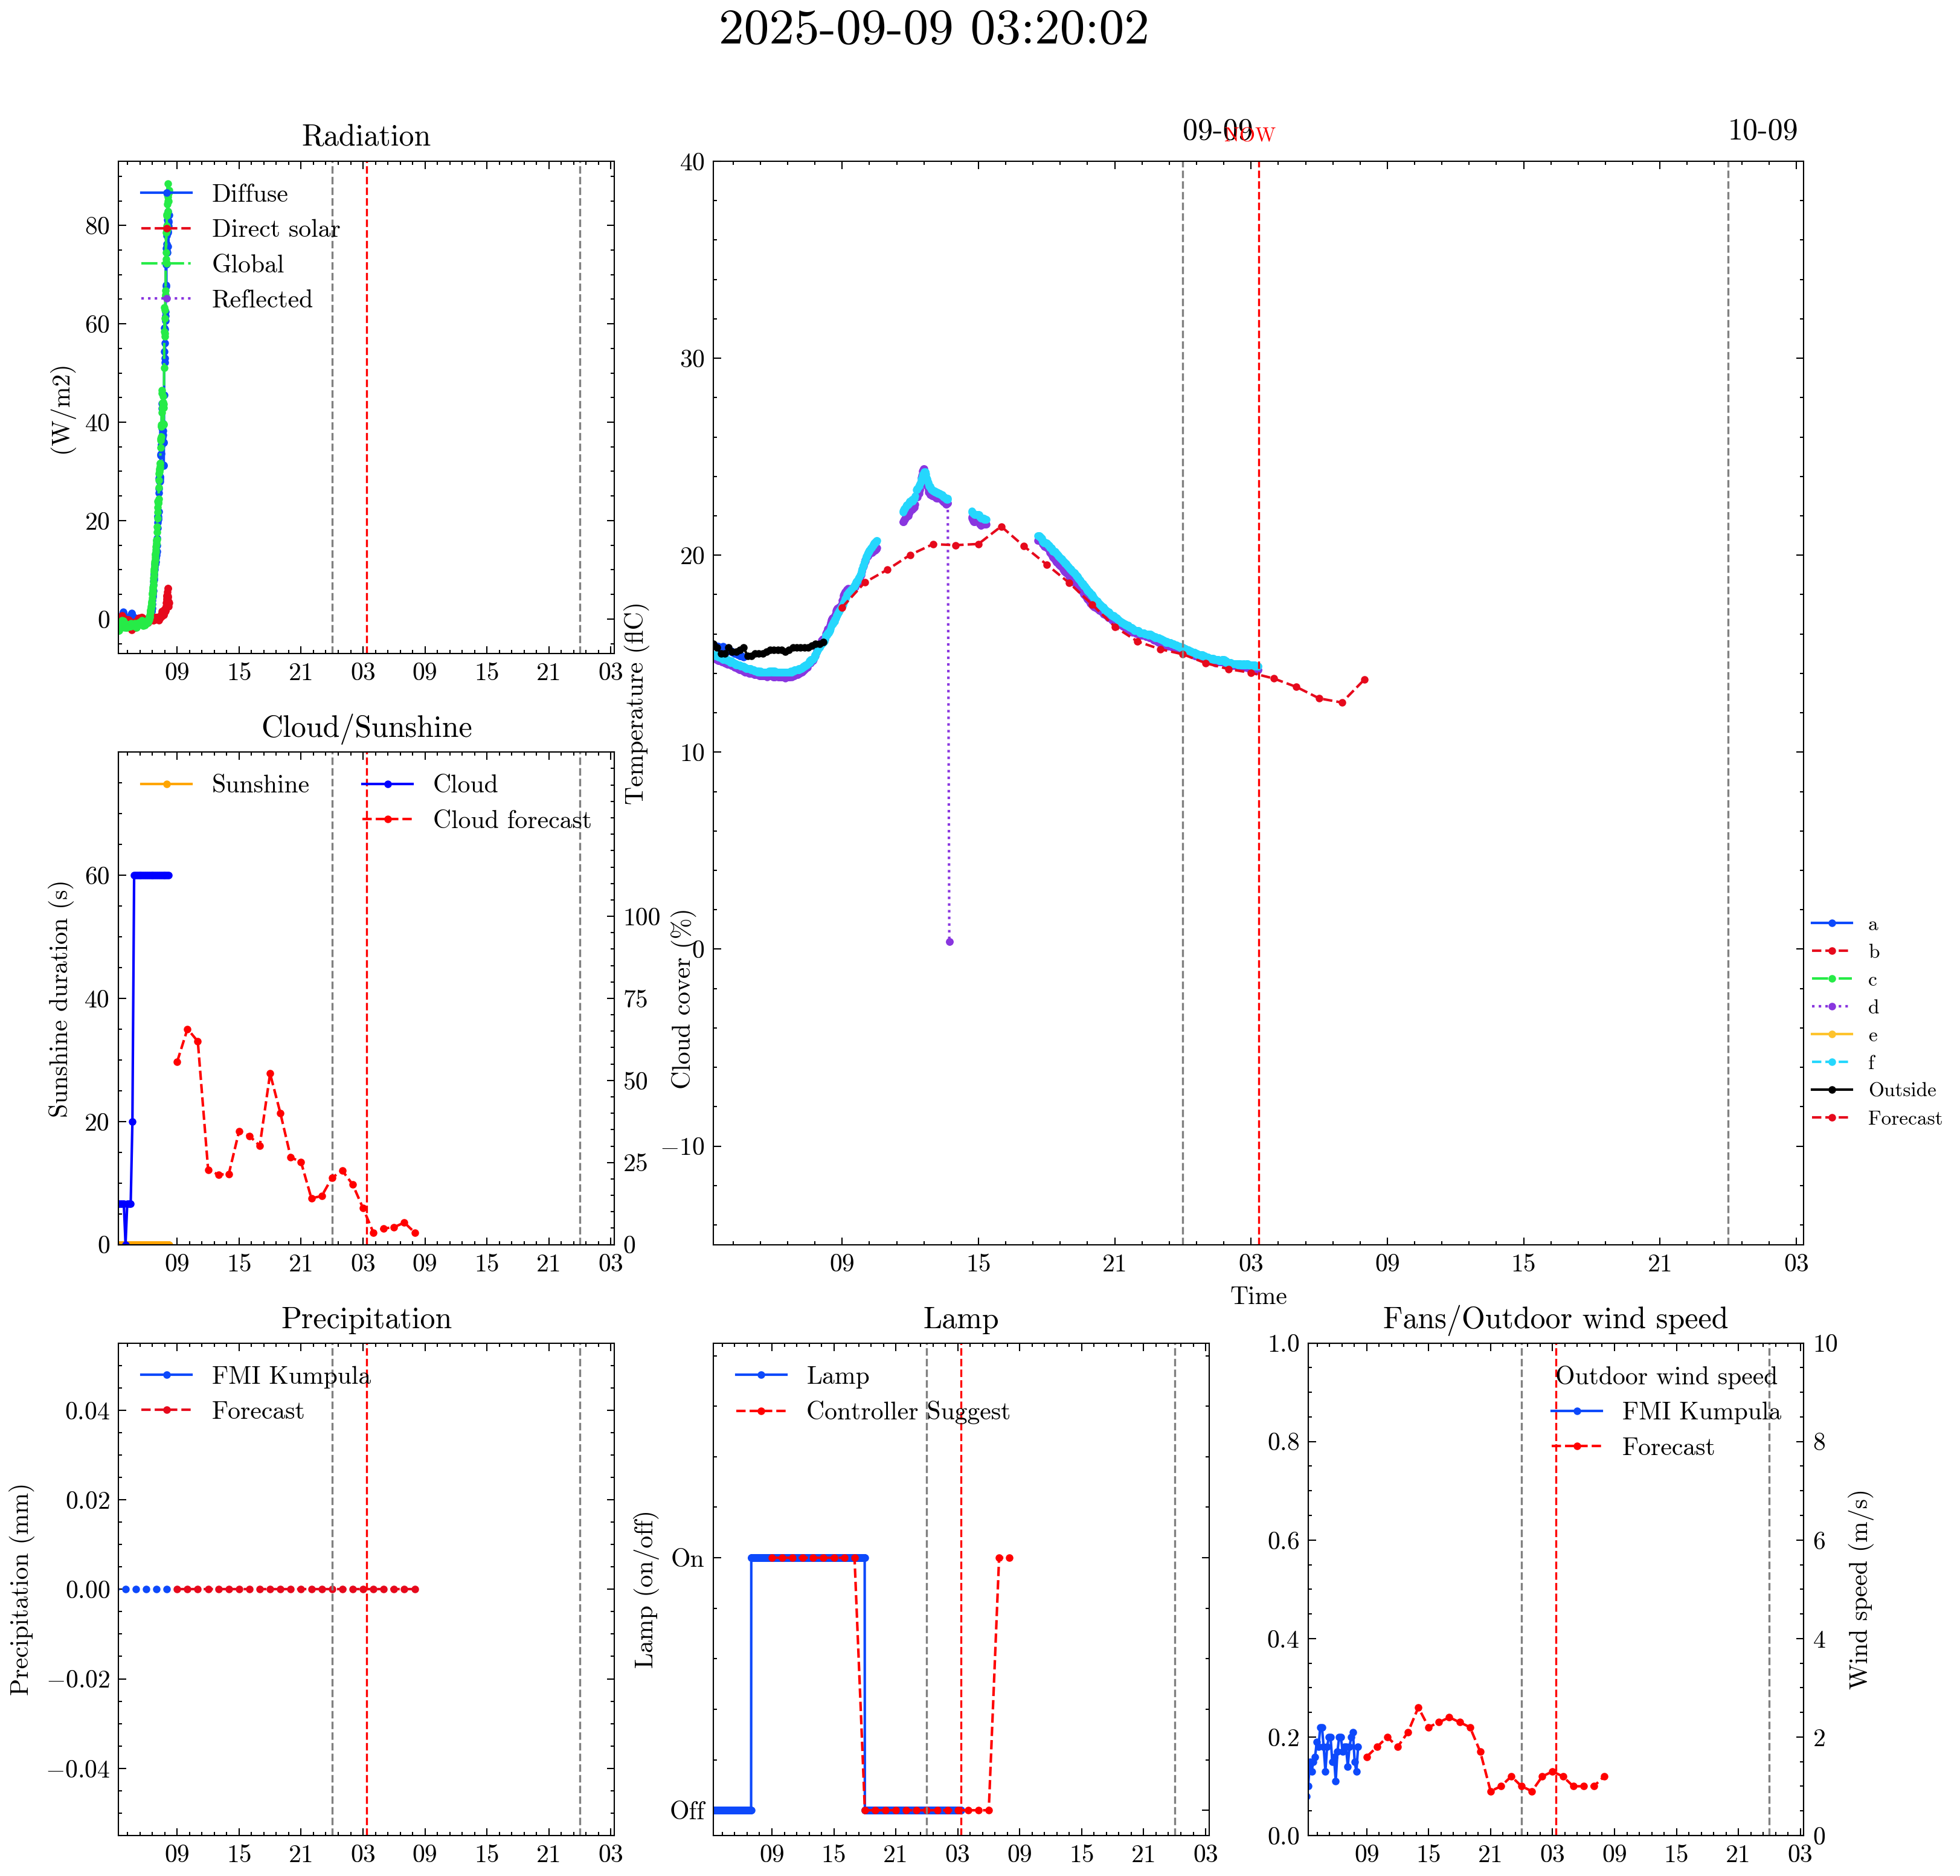 2025-09-09 03:20:02
Radiation
(W/m2)
80
60
40
20
0
Diffuse
Direct solar
Global
Reflected
09 15 21 03 09 15 21 03
09-09
NOW
10-09
Temperature (flC)
40
30
20
10
0
−10
09 15 21 03 09 15 21 03
Time
a
b
c
d
e
f
Outside
Forecast
Cloud/Sunshine
Sunshine duration (s)
60
40
20
0
Sunshine
Cloud
Cloud forecast
Cloud cover (%)
100
75
50
25
0
09 15 21 03 09 15 21 03
Precipitation
Precipitation (mm)
0.04
0.02
0.00
−0.02
−0.04
FMI Kumpula
Forecast
09 15 21 03 09 15 21 03
Lamp
Lamp (on/off)
On
Off
Lamp
Controller Suggest
09 15 21 03 09 15 21 03
Fans/Outdoor wind speed
1.0
0.8
0.6
0.4
0.2
0.0
Outdoor wind speed
FMI Kumpula
Forecast
10
8
6
4
2
0
Wind speed (m/s)
09 15 21 03 09 15 21 03